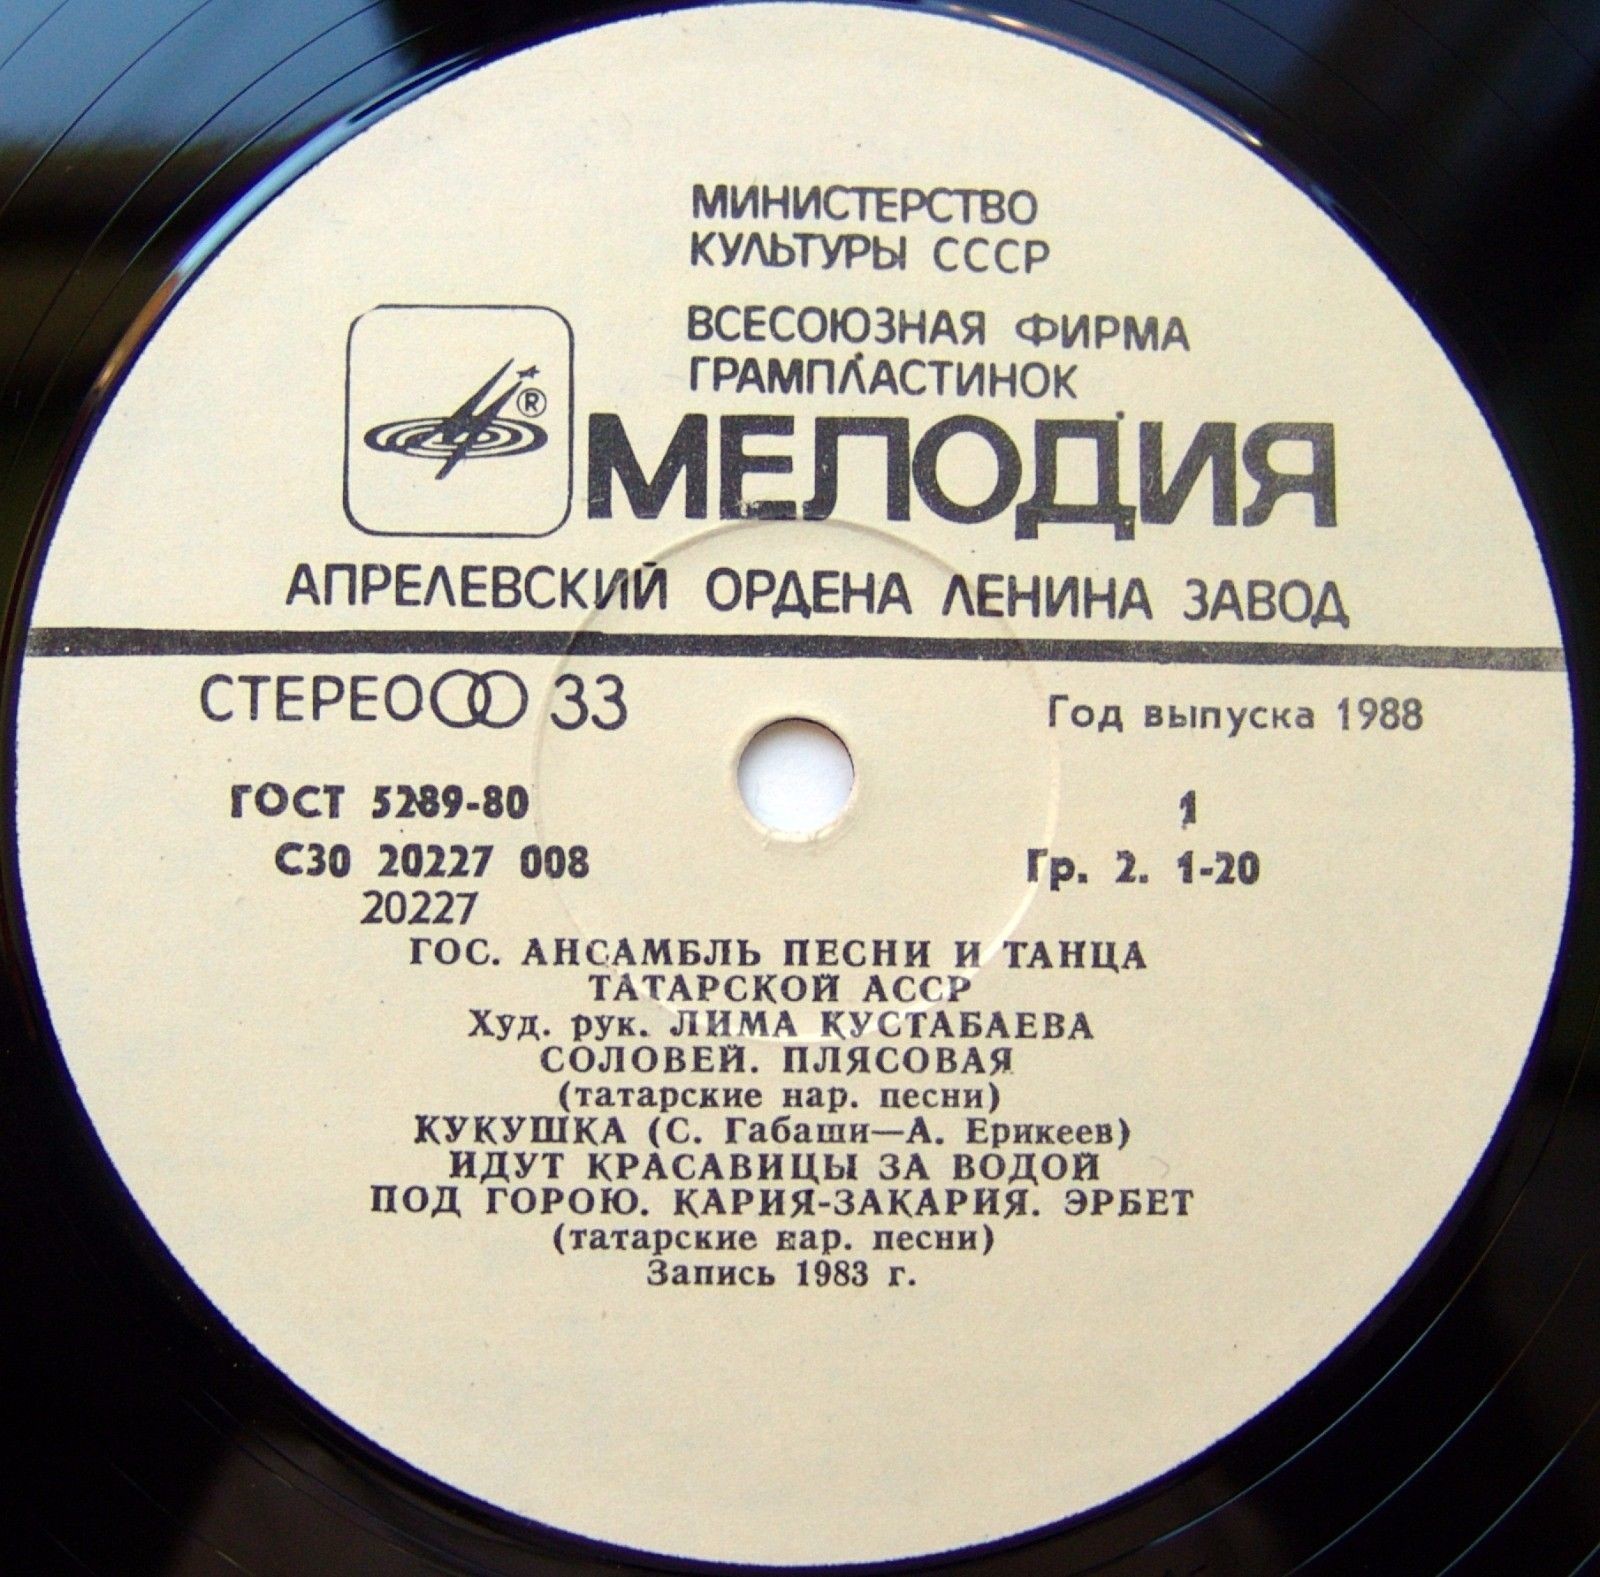 МИНИСТЕРСТВО
КУЛЬТУРЫ СССР
ВСЕСОЮЗНАЯ ФИРМА
ГРАМПЛАСТИНОК
®
МЕЛОДИЯ
АПРЕЛЕВСКИЙ ОРДЕНА ЛЕНИНА ЗАВОД
СТЕРЕО 33
Год выпуска 1988
ГОСТ 5289-80
1
С30 20227 008
Гр. 2. 1-20
20227
ГОС. АНСАМБЛЬ ПЕСНИ И ТАНЦА
ТАТАРСКОЙ АССР
Худ. рук. ЛИМА КУСТАБАЕВА
СОЛОВЕЙ. ПЛЯСОВАЯ
(татарские нар. песни)
КУКУШКА (С. Габаши—А. Ерикеев)
ИДУТ КРАСАВИЦЫ ЗА ВОДОЙ
ПОД ГОРОЮ. КАРИЯ-ЗАКАРИЯ. ЭРБЕТ
(татарские нар. песни)
Запись 1983 г.